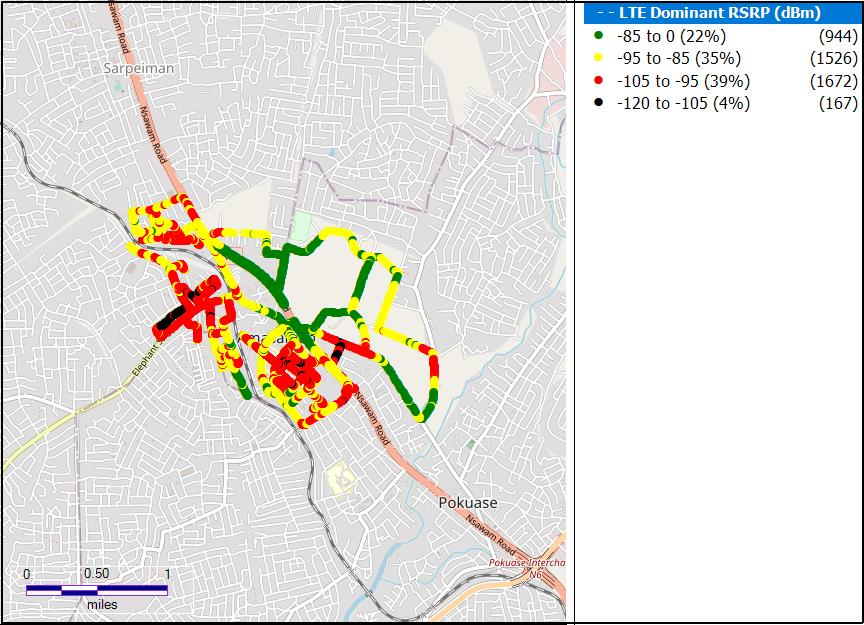 Nsawam Road
Sarpeiman
Nsawam Road
Elephant
Nsawam Road
Pokuase
Nsawam Road
Pokuase Intercha
N6
0 0.50 1
miles
- - LTE Dominant RSRP (dBm)
-85 to 0 (22%) (944)
-95 to -85 (35%) (1526)
-105 to -95 (39%) (1672)
-120 to -105 (4%) (167)